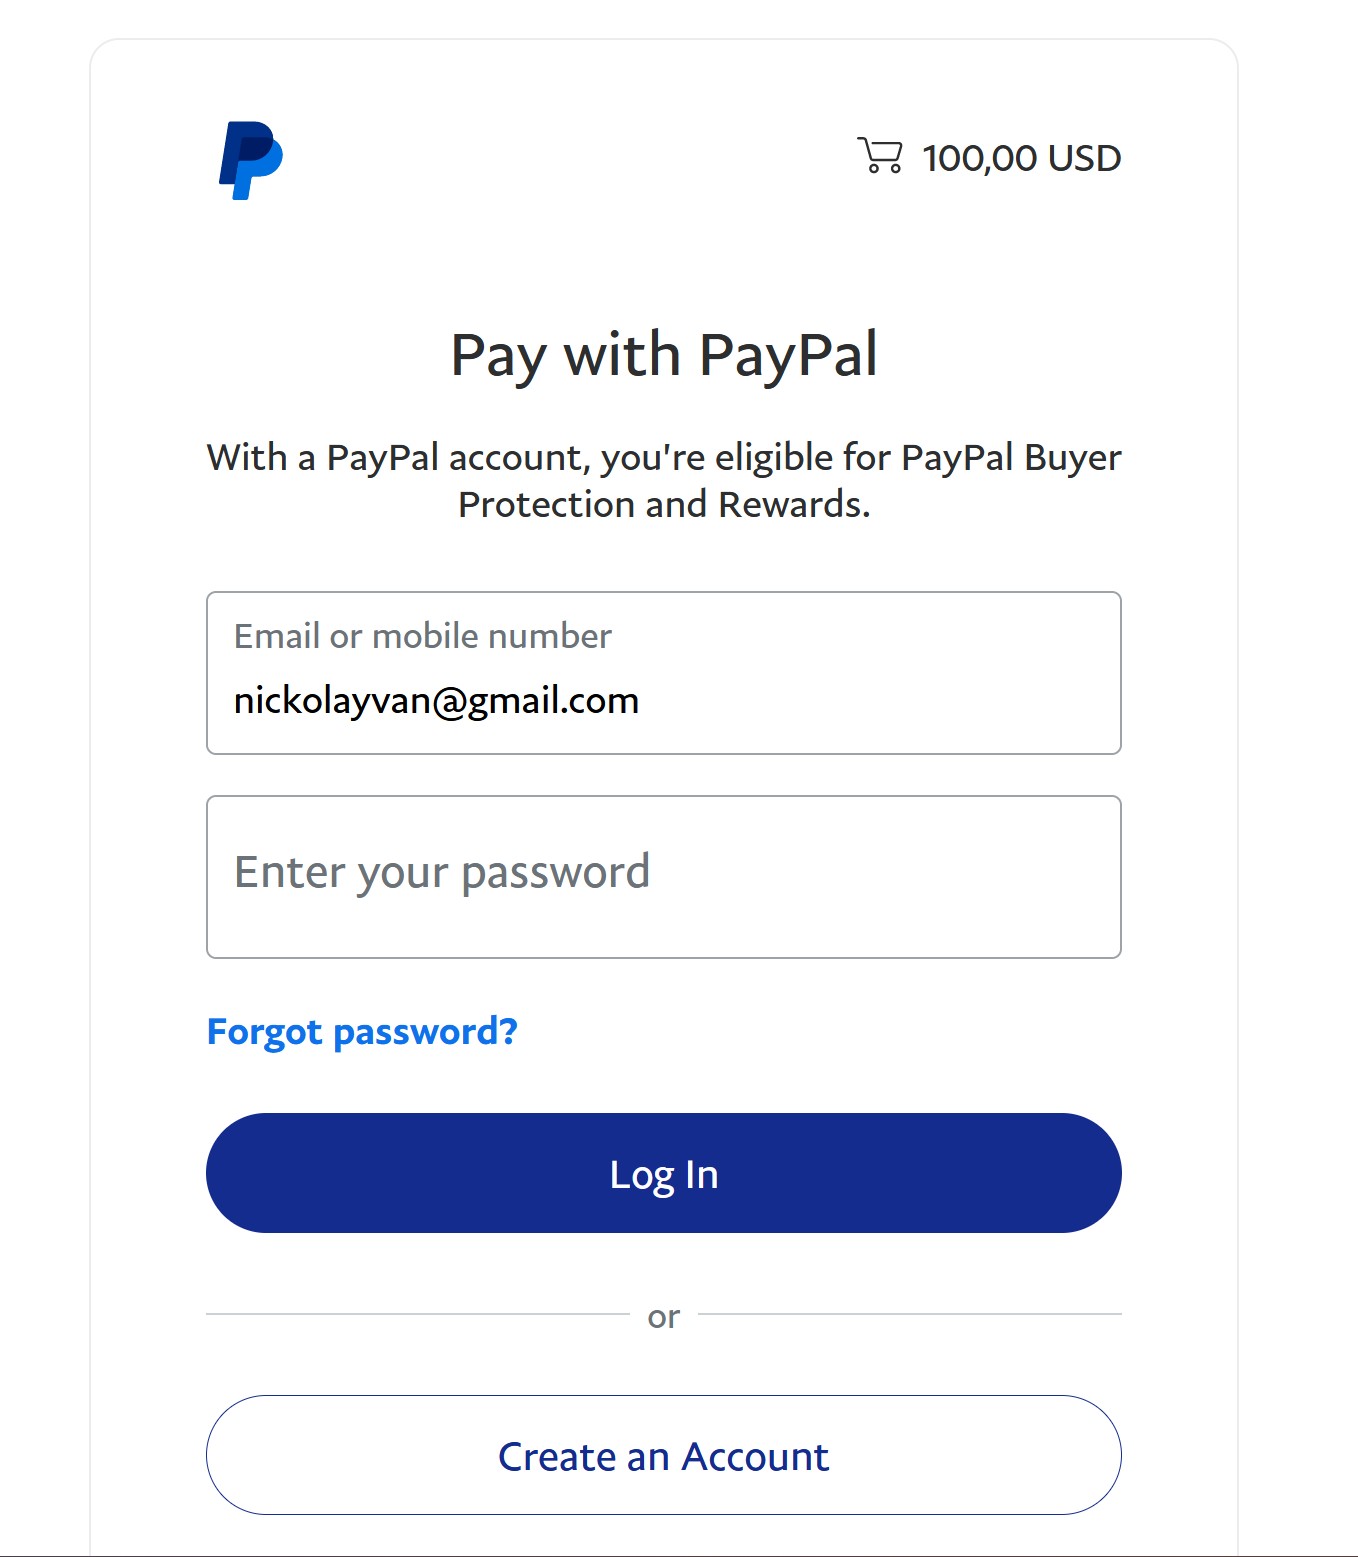 100,00 USD
Pay with PayPal
With a PayPal account, you're eligible for PayPal Buyer
Protection and Rewards.
Email or mobile number
nickolayvan@gmail.com
Enter your password
Forgot password?
Log In
or
Create an Account